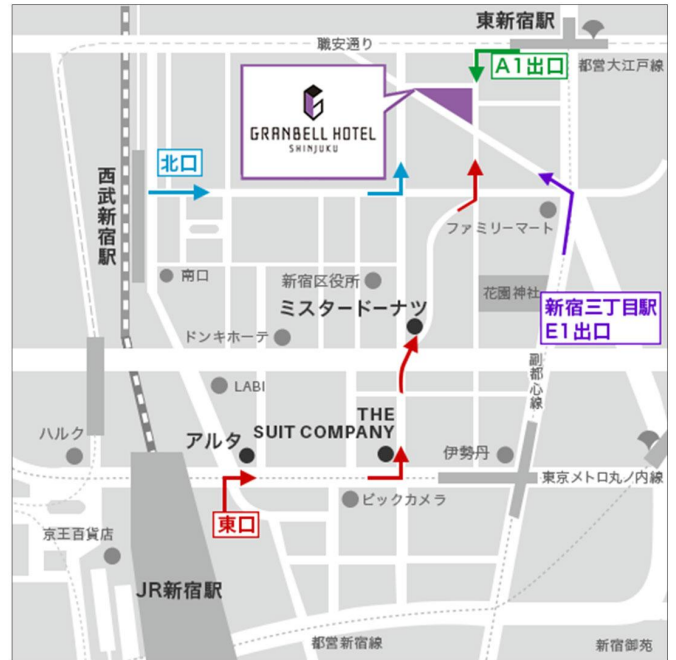 東新宿駅
職安通り
都営大江戸線
A1出口
GRANBELL HOTEL
SHINJUKU
北口
西武新宿駅
ファミリーマート
南口
新宿区役所
花園神社
ミスタードーナツ
新宿三丁目駅
E1出口
ドンキホーテ
副都心線
LABI
THE
SUIT COMPANY
ハルク
アルタ
伊勢丹
東京メトロ丸ノ内線
ビックカメラ
東口
京王百貨店
JR新宿駅
都営新宿線
新宿御苑